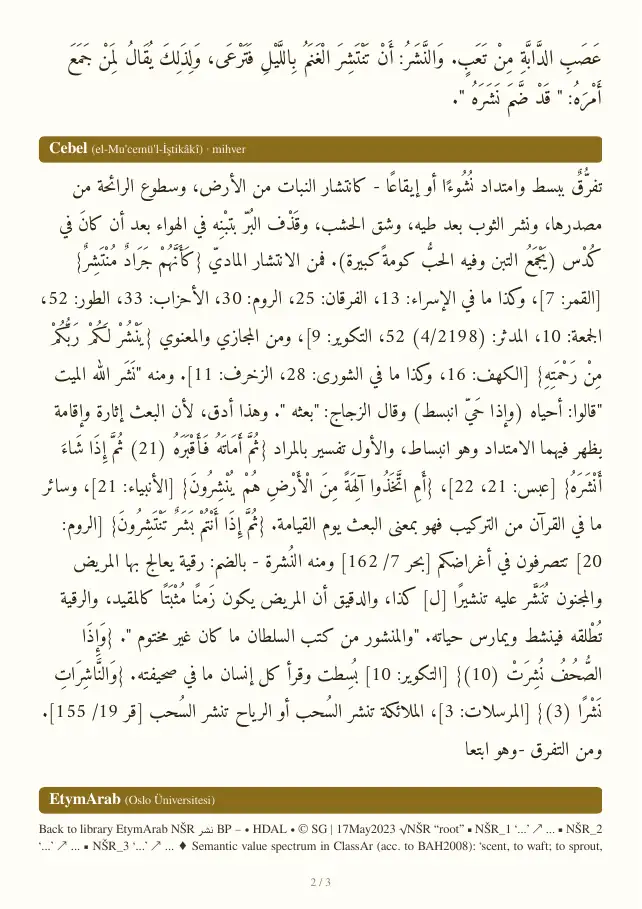 عَصَبِ الدَّابَّةِ مِنْ تَعَبٍ. وَالنَّشَرُ: أَنْ تَنْتَشِرَ الْغَنَمُ بِاللَّيْلِ فَتَرْعَى، وَلِذَلِكَ يُقَالُ لِمَنْ جَمَعَ
أَمْرَهُ: " قَدْ ضَّمَ نَشَرَهُ ".
Cebel (el-Mu'cemü'l-İştikâkî) · mihver
تفرُّقٌ ببسط وامتداد نُشُوءًا أو إيقاعًا - كانتشار النبات من الأرض، وسطوع الرائحة من
مصدرها، ونشر الثوب بعد طيه، وشق الخشب، وقَذْف البُرّ بتَبْنِه في الهواء بعد أن كانَ في
كُدْس (يَجْمَعُ التبن وفيه الحبُّ كومةً كبيرة). فمن الانتشار الماديّ {كَأَنَّهُمْ جَرَادٌ مُنْتَشِرٌ}
[القمر: 7]، وكذا ما في الإسراء: 13، الفرقان: 25، الروم: 30، الأحزاب: 33، الطور: 52،
الجمعة: 10، المدثر: (4/2198) 52، التكوير: 9]، ومن المجازي والمعنوي {يَنْشُرْ لَكُمْ رَبُّكُمْ
مِنْ رَحْمَتِهِ} [الكهف: 16، وكذا ما في الشورى: 28، الزخرف: 11]. ومنه "نَشَر الله الميت
"قالوا: أحياه (وإذا حَيّ انبسط) وقال الزجاج: "بعثه ". وهذا أدق، لأن البعث إثارة وإقامة
يظهر فيهما الامتداد وهو انبساط، والأول تفسير بالمراد {ثُمَّ أَمَاتَهُ فَأَقْبَرَهُ (21) ثُمَّ إِذَا شَاءَ
أَنْشَرَهُ} [عبس: 21، 22]، {أَمِ اتَّخَذُوا آلِهَةً مِنَ الْأَرْضِ هُمْ يُنْشِرُونَ} [الأنبياء: 21]، وسائر
ما في القرآن من التركيب فهو بمعنى البعث يوم القيامة. {ثُمَّ إِذَا أَنْتُمْ بَشَرٌ تَنْتَشِرُونَ} [الروم:
20] تتصرفون في أغراضكم [بحر 7/ 162] ومنه النُشرة - بالضم: رقية يعالج بها المريض
والمجنون تُنَشَّر عليه تنشيرًا [ل] كذا، والدقيق أن المريض يكون زَمنًا مُثْبَتًا كالمقيد، والرقية
تُطْلقه فينشط ويمارس حياته. "والمنشور من كتب السلطان ما كان غير مختوم ". {وَإِذَا
الصُّحُفُ نُشِرَتْ (10)} [التكوير: 10] بُسِطت وقرأ كل إنسان ما في صحيفته. {وَالنَّاشِرَاتِ
نَشْرًا (3)} [المرسلات: 3]، الملائكة تنشر السُحب أو الرياح تنشر السُحب [قر 19/ 155].
ومن التفرق -وهو ابتعا
EtymArab (Oslo Üniversitesi)
Back to library EtymArab NŠR نشر BP – • HDAL • © SG | 17May2023 √NŠR “root” ▪ NŠR_1 ‘...’ ↗ ... ▪ NŠR_2
‘...’ ↗ ... ▪ NŠR_3 ‘...’ ↗ ... ♦ Semantic value spectrum in ClassAr (acc. to BAH2008): ‘scent, to waft; to sprout,
2 / 3